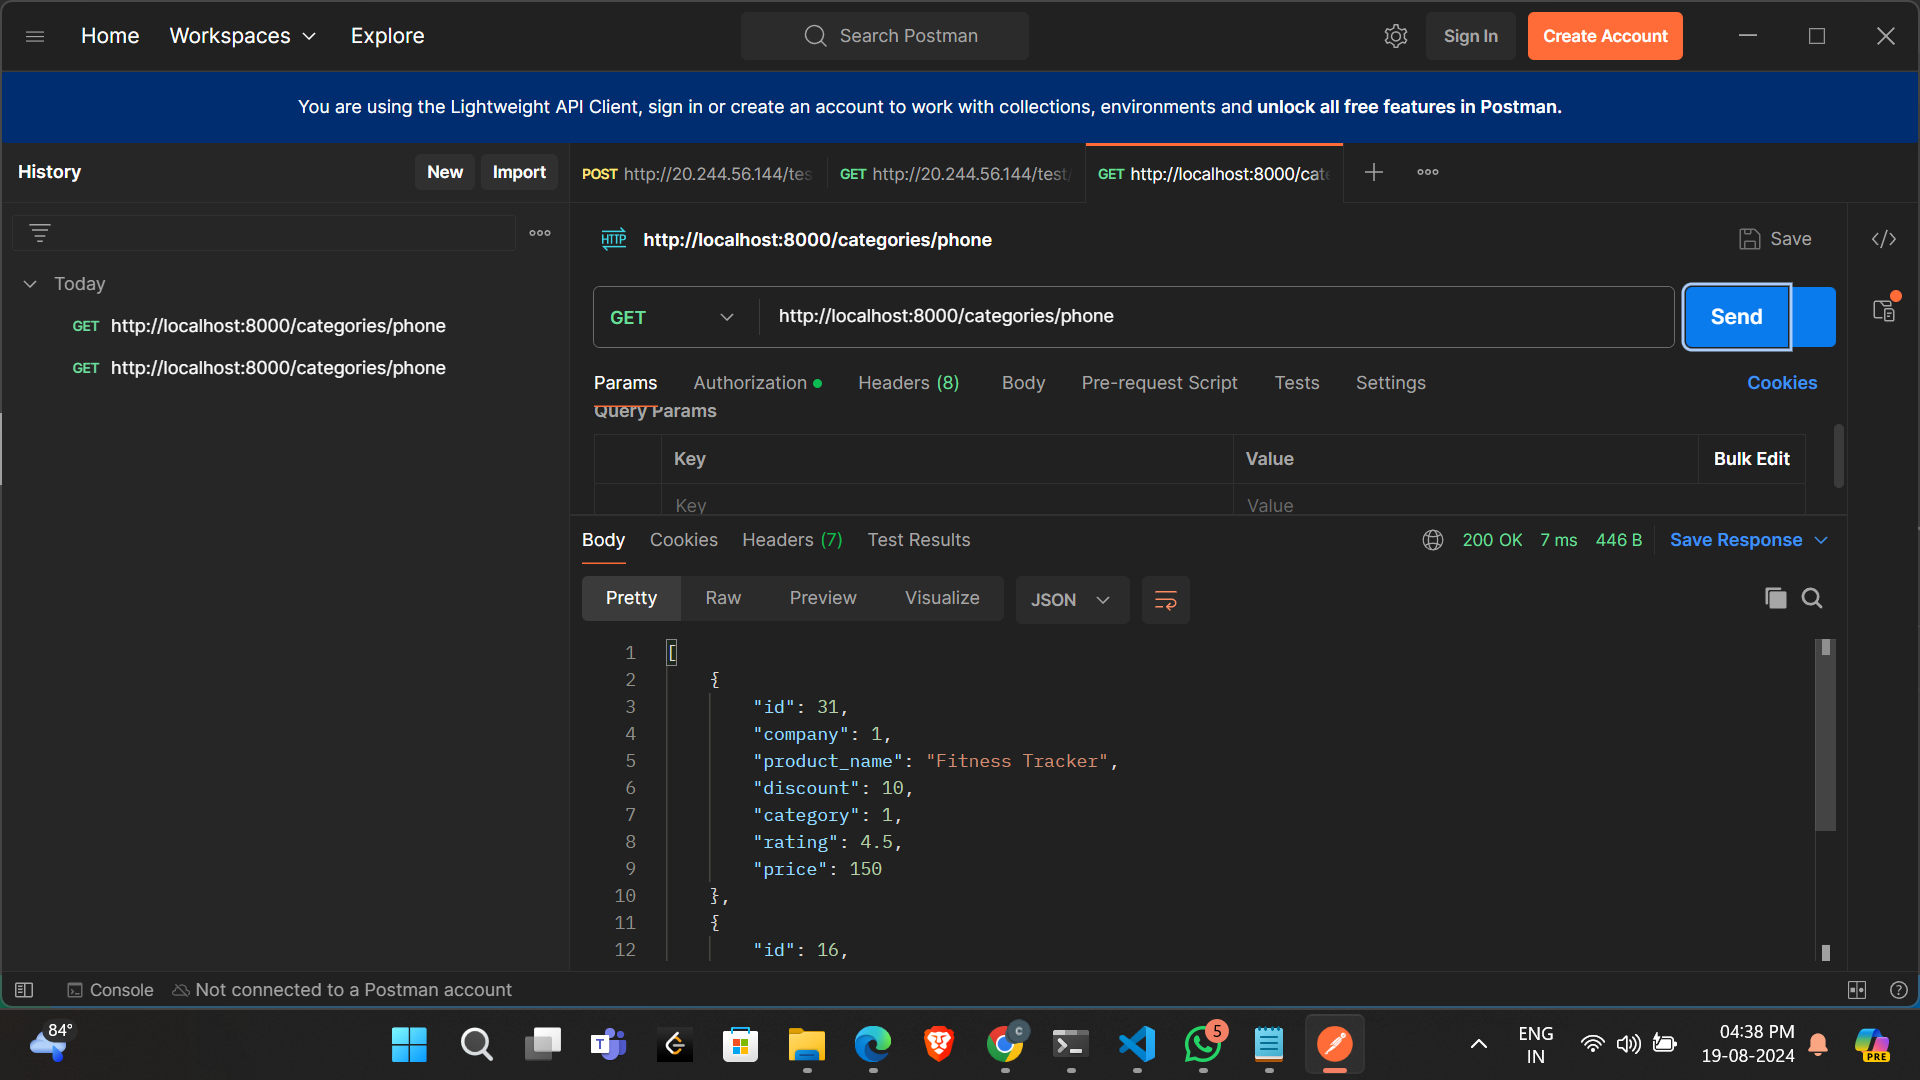 Home Workspaces Explore Search Postman Sign In Create Account
You are using the Lightweight API Client, sign in or create an account to work with collections, environments and unlock all free features in Postman.
History New Import
POST http://20.244.56.144/tes GET http://20.244.56.144/test/ GET http://localhost:8000/cate
HTTP http://localhost:8000/categories/phone Save </>
Today
GET http://localhost:8000/categories/phone
GET http://localhost:8000/categories/phone
GET http://localhost:8000/categories/phone Send
Params Authorization Headers (8) Body Pre-request Script Tests Settings Cookies
Query Params
Key Value Bulk Edit
Key Value
Body Cookies Headers (7) Test Results 200 OK 7 ms 446 B Save Response
Pretty Raw Preview Visualize JSON
1 [
2 {
3 "id": 31,
4 "company": 1,
5 "product_name": "Fitness Tracker",
6 "discount": 10,
7 "category": 1,
8 "rating": 4.5,
9 "price": 150
10 },
11 {
12 "id": 16,
Console Not connected to a Postman account
84° T C 5 ENG 04:38 PM
IN 19-08-2024 PRE